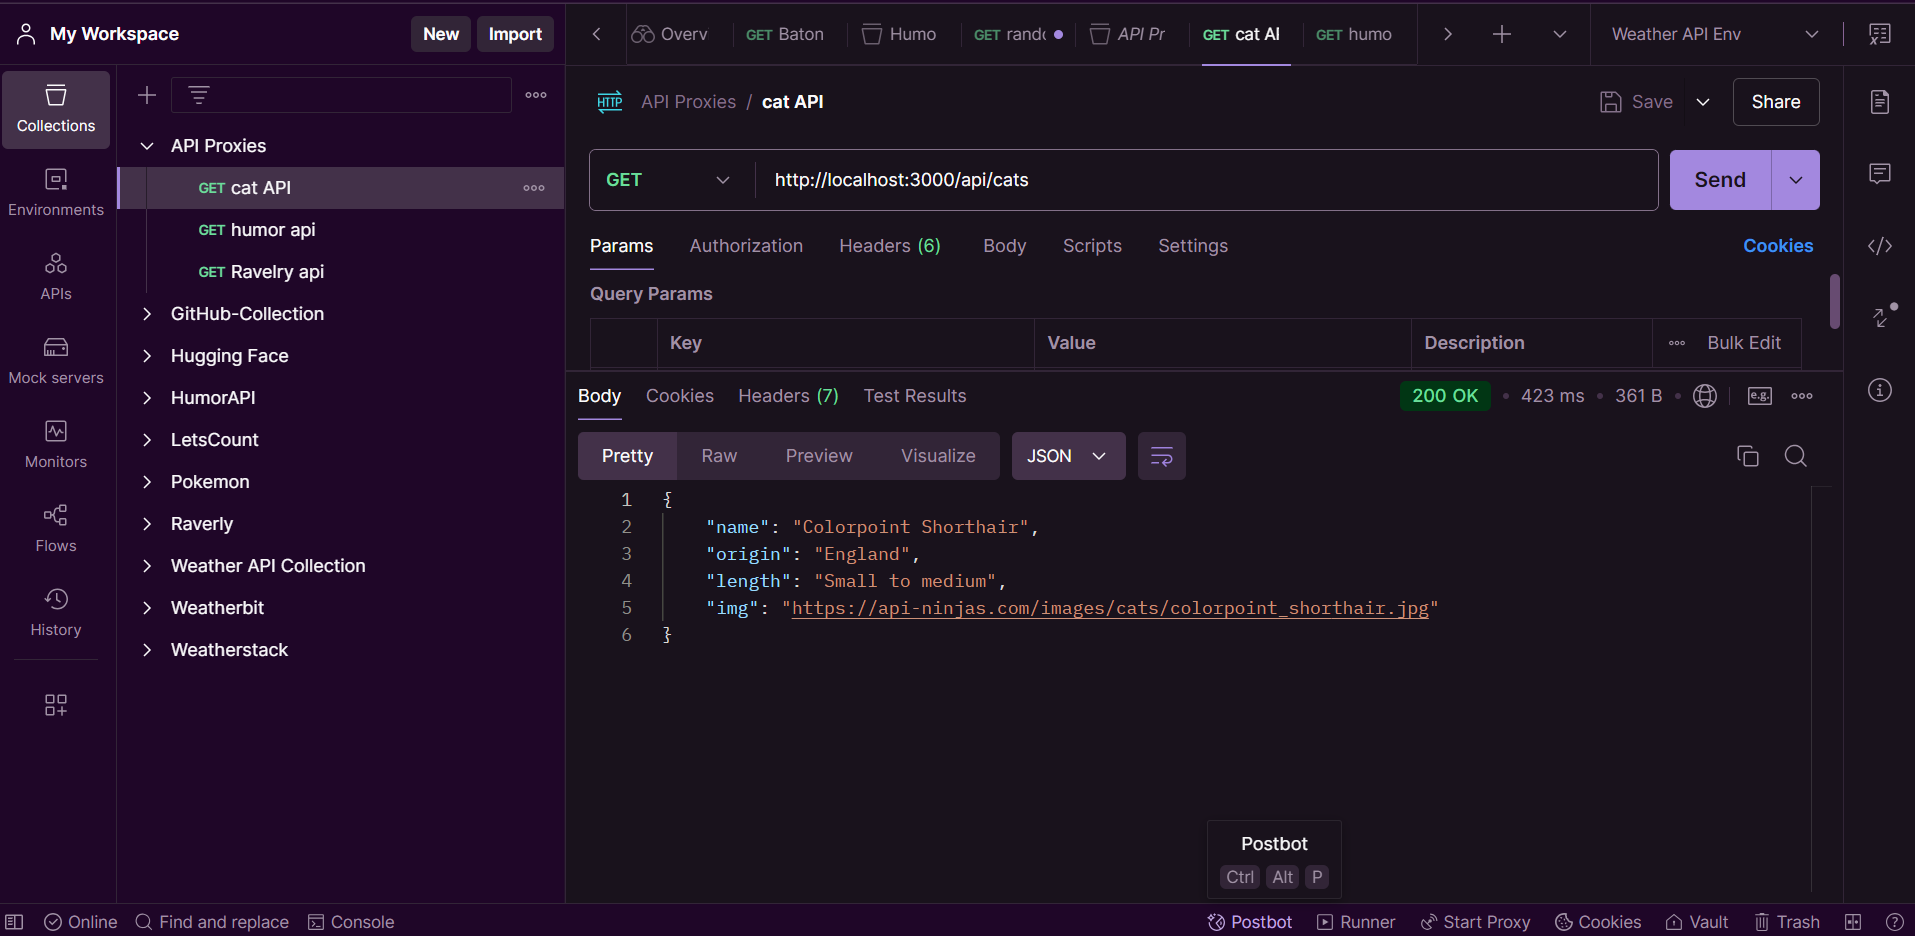 My Workspace
New
Import
Overv
GET Baton
Humo
GET rando
API Pr
GET cat AI
GET humo
Weather API Env
Collections
Environments
APIs
Mock servers
Monitors
Flows
History
API Proxies
GET cat API
GET humor api
GET Ravelry api
GitHub-Collection
Hugging Face
HumorAPI
LetsCount
Pokemon
Raverly
Weather API Collection
Weatherbit
Weatherstack
HTTP API Proxies / cat API
Save
Share
GET
http://localhost:3000/api/cats
Send
Params
Authorization
Headers (6)
Body
Scripts
Settings
Cookies
Query Params
Key
Value
Description
Bulk Edit
Body
Cookies
Headers (7)
Test Results
200 OK
423 ms
361 B
e.g.
Pretty
Raw
Preview
Visualize
JSON
1 {
2 "name": "Colorpoint Shorthair",
3 "origin": "England",
4 "length": "Small to medium",
5 "img": "https://api-ninjas.com/images/cats/colorpoint_shorthair.jpg"
6 }
Postbot
Ctrl Alt P
Online
Find and replace
Console
Postbot
Runner
Start Proxy
Cookies
Vault
Trash